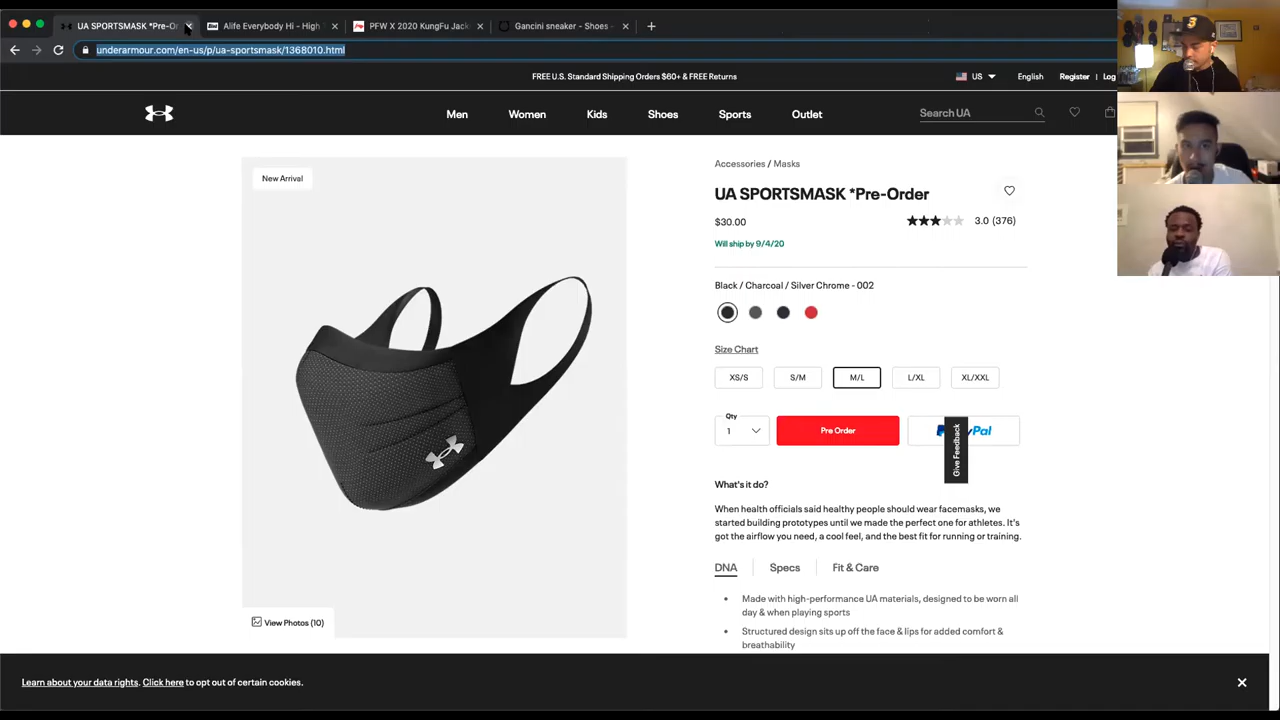 UA SPORTSMASK *Pre-Or
Alife Everybody Hi - High T
PFW X 2020 KungFu Jack
Gancini sneaker - Shoes -
underarmour.com/en-us/p/ua-sportsmask/1368010.html
FREE U.S. Standard Shipping Orders $60+ & FREE Returns
US
English
Register | Log
Men
Women
Kids
Shoes
Sports
Outlet
Search UA
New Arrival
Accessories / Masks
UA SPORTSMASK *Pre-Order
$30.00
3.0 (376)
Will ship by 9/4/20
Black / Charcoal / Silver Chrome - 002
Size Chart
XS/S
S/M
M/L
L/XL
XL/XXL
Qty
1
Pre Order
Pal
Give Feedback
What's it do?
When health officials said healthy people should wear facemasks, we
started building prototypes until we made the perfect one for athletes. It's
got the airflow you need, a cool feel, and the best fit for running or training.
DNA
Specs
Fit & Care
Made with high-performance UA materials, designed to be worn all
day & when playing sports
Structured design sits up off the face & lips for added comfort &
breathability
View Photos (10)
Learn about your data rights. Click here to opt out of certain cookies.